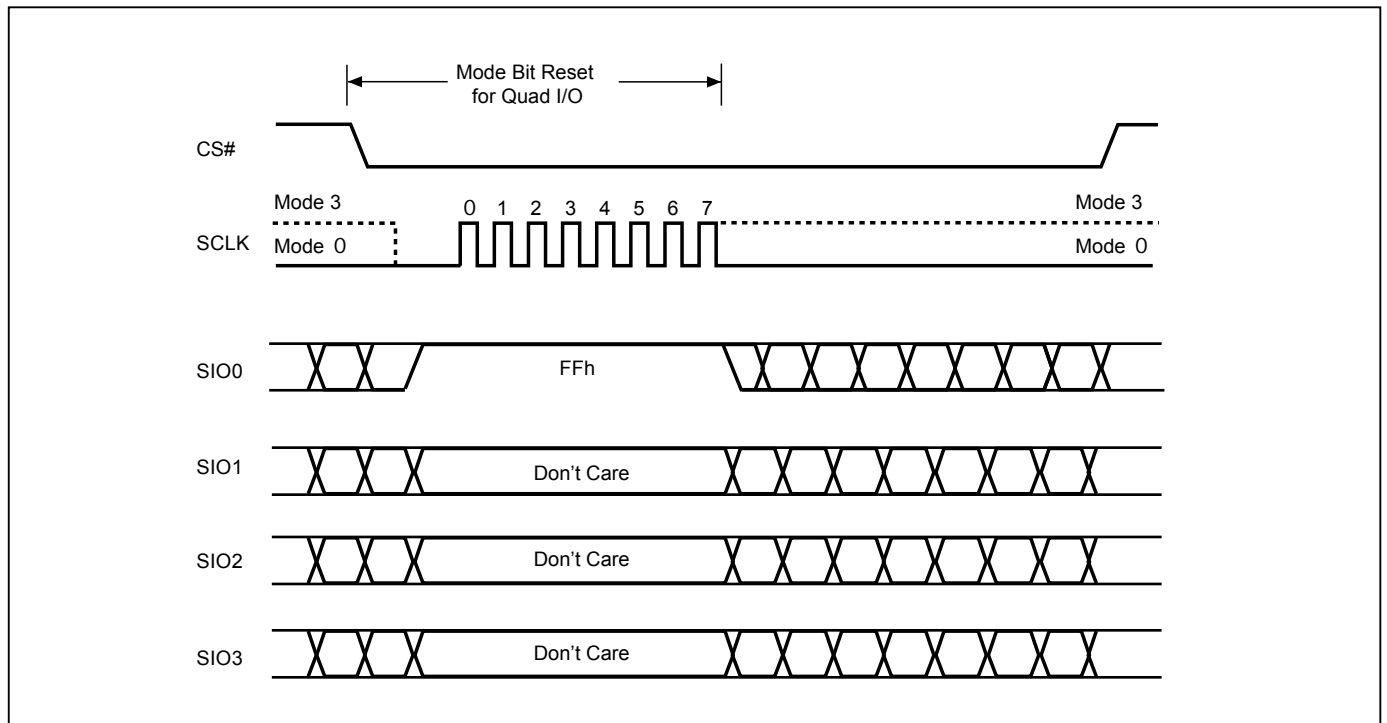 Mode Bit Reset
for Quad I/O
CS#
Mode 3
0 1 2 3 4 5 6 7
Mode 3
SCLK
Mode 0
Mode 0
SIO0
FFh
SIO1
Don't Care
SIO2
Don't Care
SIO3
Don't Care